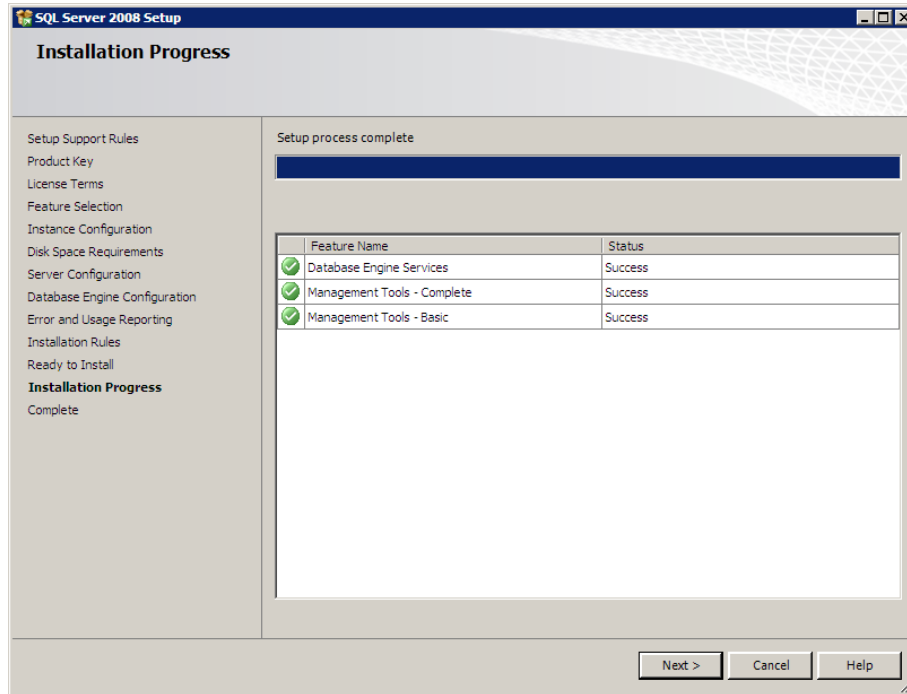 SQL Server 2008 Setup
Installation Progress
Setup Support Rules
Product Key
License Terms
Feature Selection
Instance Configuration
Disk Space Requirements
Server Configuration
Database Engine Configuration
Error and Usage Reporting
Installation Rules
Ready to Install
Installation Progress
Complete
Setup process complete
Feature Name Status
Database Engine Services Success
Management Tools - Complete Success
Management Tools - Basic Success
Next > Cancel Help